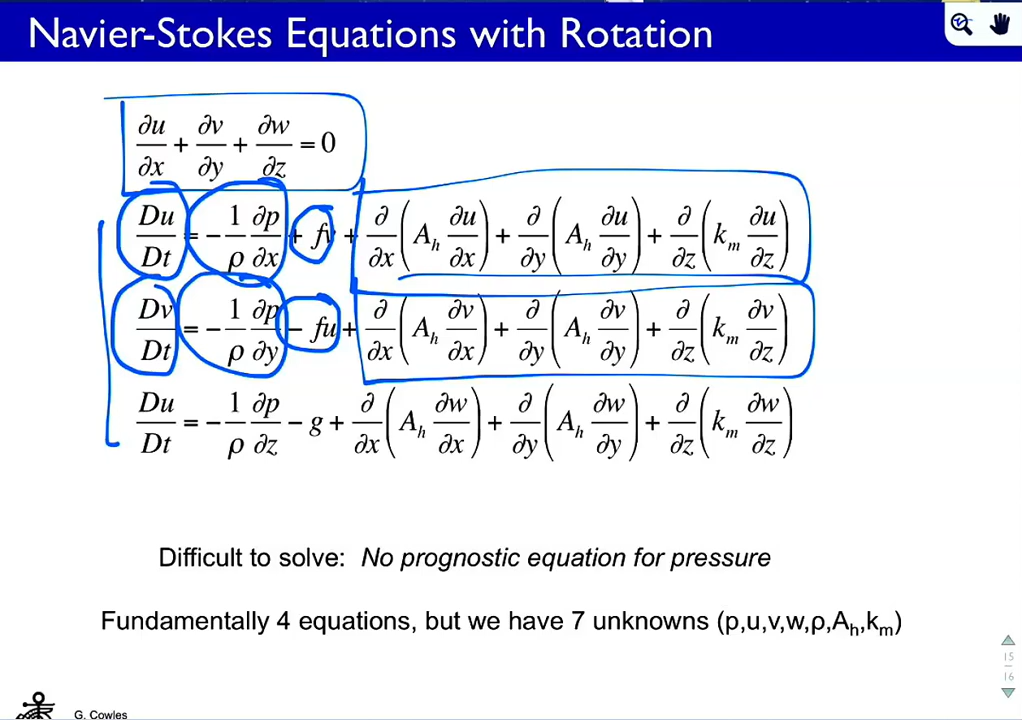 Navier-Stokes Equations with Rotation
∂u/∂x + ∂v/∂y + ∂w/∂z = 0
Du/Dt = − 1/ρ ∂p/∂x + fv + ∂/∂x (A_h ∂u/∂x) + ∂/∂y (A_h ∂u/∂y) + ∂/∂z (k_m ∂u/∂z)
Dv/Dt = − 1/ρ ∂p/∂y − fu + ∂/∂x (A_h ∂v/∂x) + ∂/∂y (A_h ∂v/∂y) + ∂/∂z (k_m ∂v/∂z)
Du/Dt = − 1/ρ ∂p/∂z − g + ∂/∂x (A_h ∂w/∂x) + ∂/∂y (A_h ∂w/∂y) + ∂/∂z (k_m ∂w/∂z)
Difficult to solve: No prognostic equation for pressure
Fundamentally 4 equations, but we have 7 unknowns (p,u,v,w,ρ,A_h,k_m)
15
16
G. Cowles